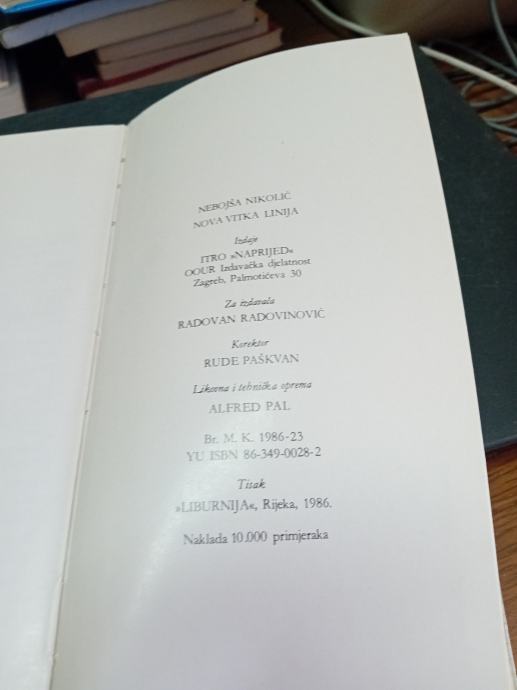 NEBOJŠA NIKOLIĆ
NOVA VITKA LINIJA
Izdaje
ITRO »NAPRIJED«
OOUR Izdavačka djelatnost
Zagreb, Palmotićeva 30
Za izdavača
RADOVAN RADOVINOVIĆ
Korektor
RUDE PAŠKVAN
Likovna i tehnička oprema
ALFRED PAL
Br. M. K. 1986-23
YU ISBN 86-349-0028-2
Tisak
»LIBURNIJA«, Rijeka, 1986.
Naklada 10.000 primjeraka